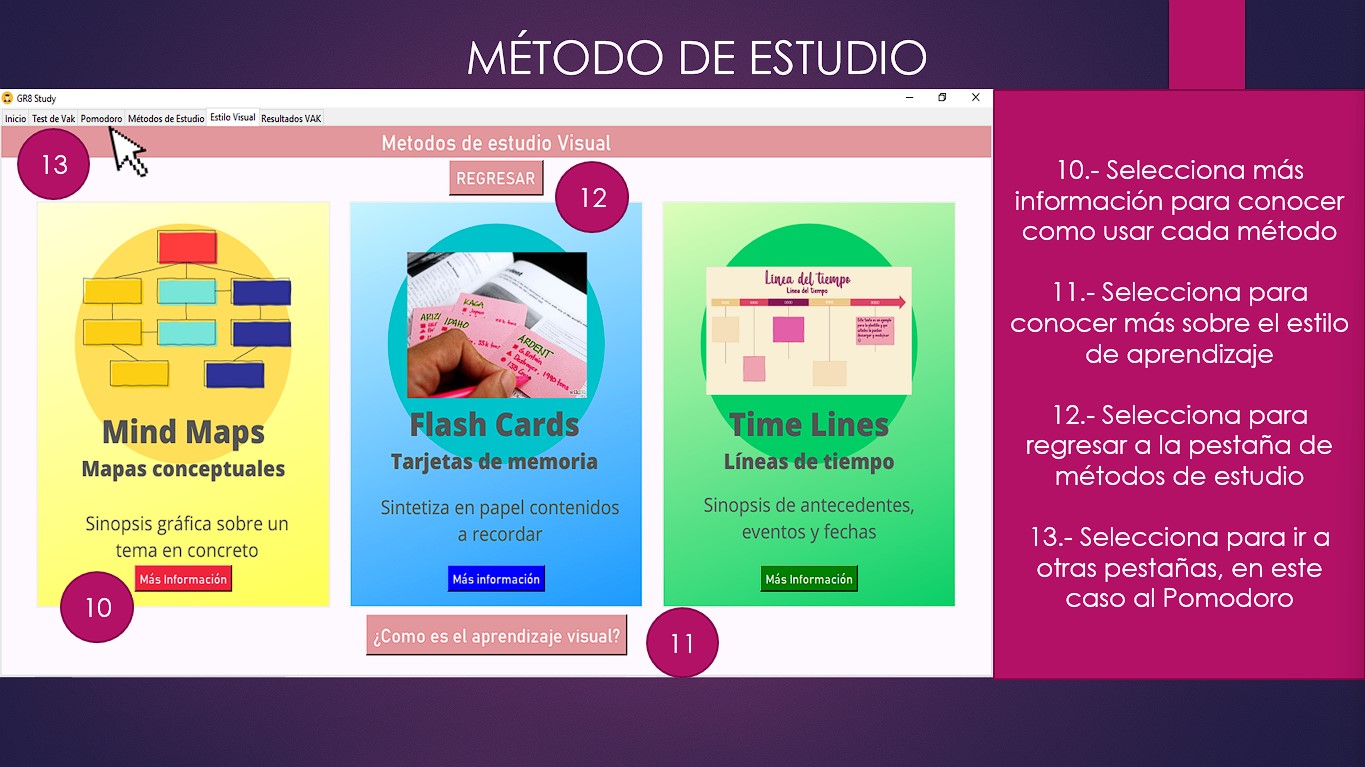 MÉTODO DE ESTUDIO
GR8 Study
Inicio Test de Vak Pomodoro Métodos de Estudio Estilo Visual Resultados VAK
Metodos de estudio Visual
13
REGRESAR
12
Mind Maps
Mapas conceptuales
Sinopsis gráfica sobre un
tema en concreto
Más Información
10
KAGA
IDAHO
ARDENT
Flash Cards
Tarjetas de memoria
Sintetiza en papel contenidos
a recordar
Más información
Línea del tiempo
Línea del tiempo
Time Lines
Líneas de tiempo
Sinopsis de antecedentes,
eventos y fechas
Más Información
¿Como es el aprendizaje visual?
11
10.- Selecciona más
información para conocer
como usar cada método
11.- Selecciona para
conocer más sobre el estilo
de aprendizaje
12.- Selecciona para
regresar a la pestaña de
métodos de estudio
13.- Selecciona para ir a
otras pestañas, en este
caso al Pomodoro